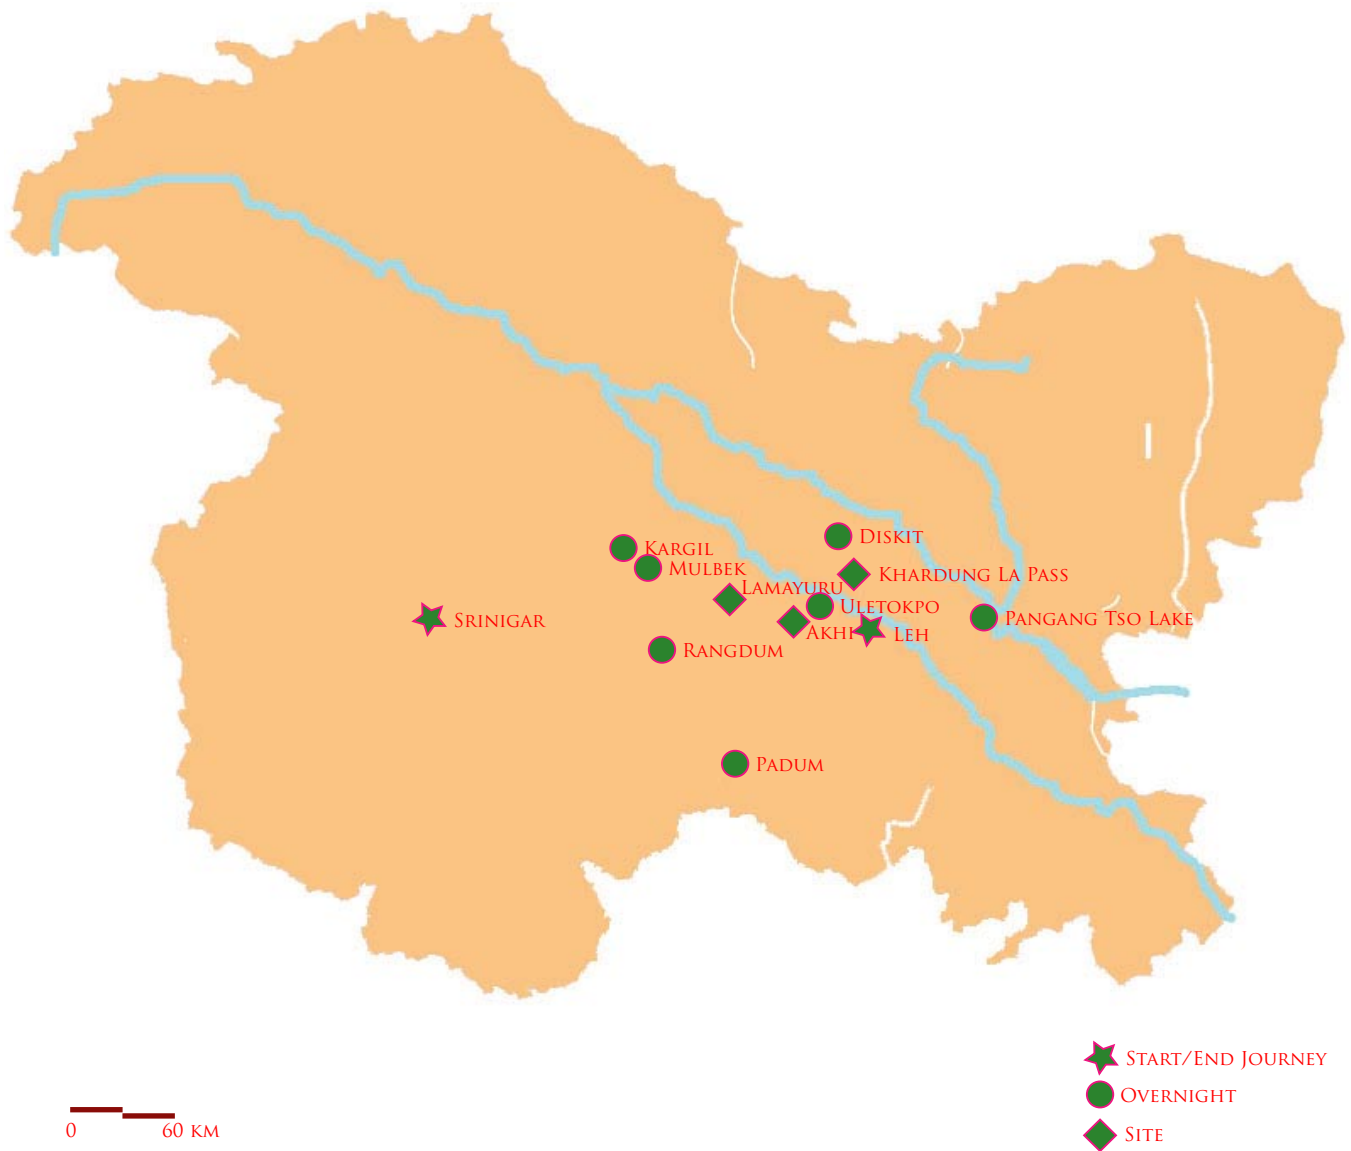 Diskit
Kargil
Mulbek
Khardung La Pass
Lamayuru
Uletokpo
Srinigar
Akhi
Leh
Pangang Tso Lake
Rangdum
Padum
Start/End Journey
Overnight
0 60 km
Site